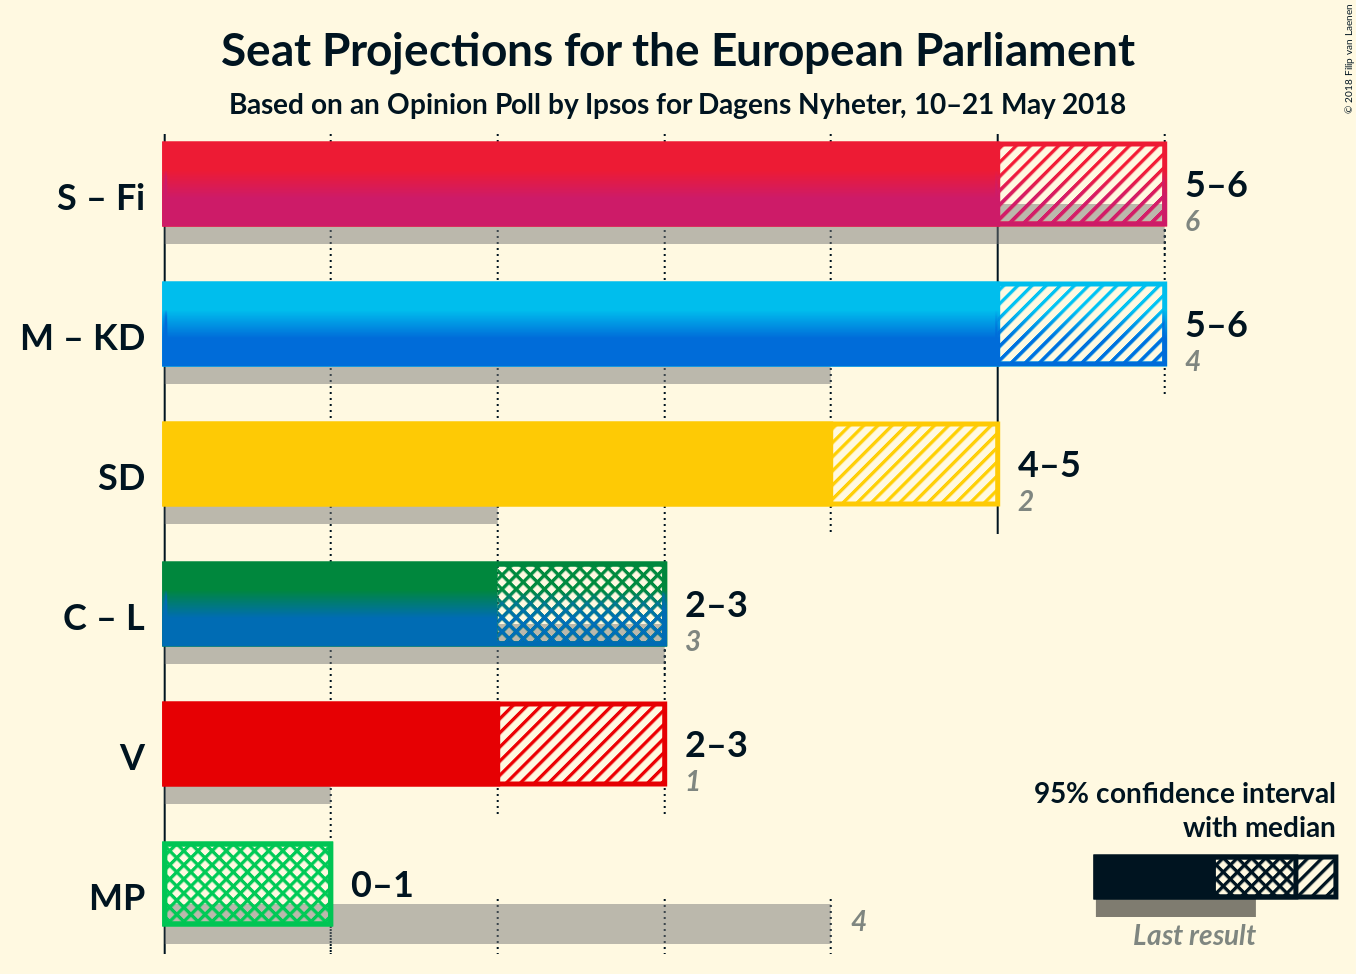 Seat Projections for the European Parliament
Based on an Opinion Poll by Ipsos for Dagens Nyheter, 10–21 May 2018
© 2018 Filip van Laenen
S – Fi
5–6
6
M – KD
5–6
4
SD
4–5
2
C – L
2–3
3
V
2–3
1
MP
0–1
4
95% confidence interval
with median
Last result